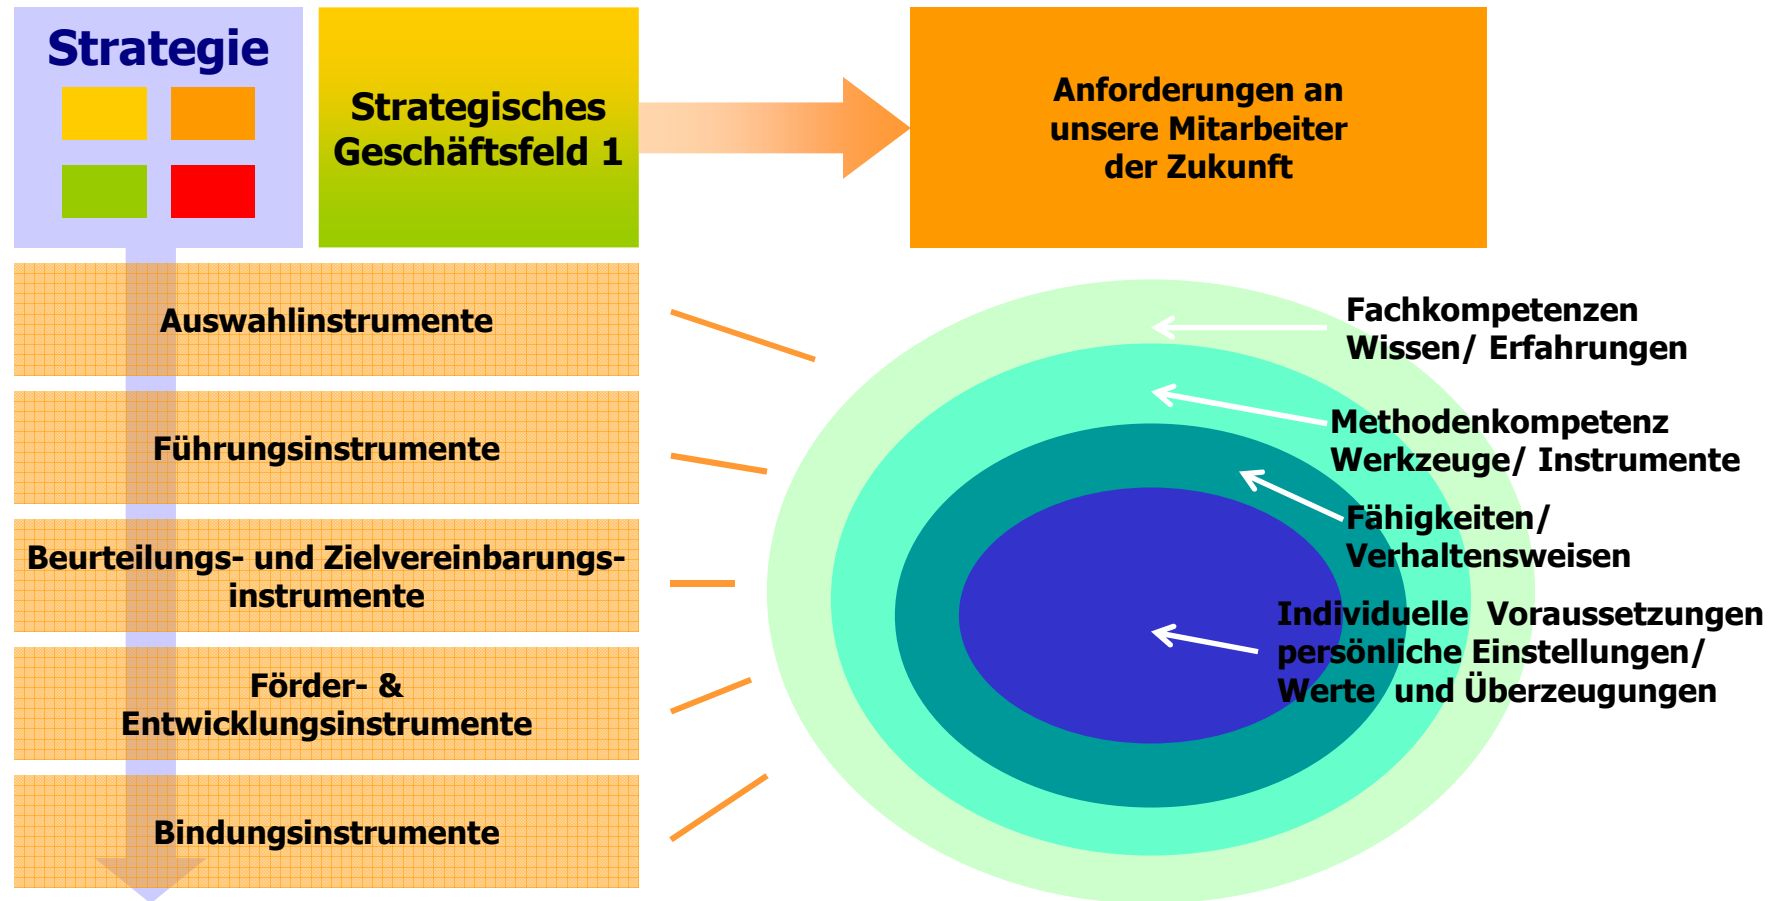 Strategie
Strategisches
Geschäftsfeld 1
Anforderungen an
unsere Mitarbeiter
der Zukunft
Auswahlinstrumente
Führungsinstrumente
Beurteilungs- und Zielvereinbarungs-
instrumente
Förder- &
Entwicklungsinstrumente
Bindungsinstrumente
Fachkompetenzen
Wissen/ Erfahrungen
Methodenkompetenz
Werkzeuge/ Instrumente
Fähigkeiten/
Verhaltensweisen
Individuelle Voraussetzungen
persönliche Einstellungen/
Werte und Überzeugungen